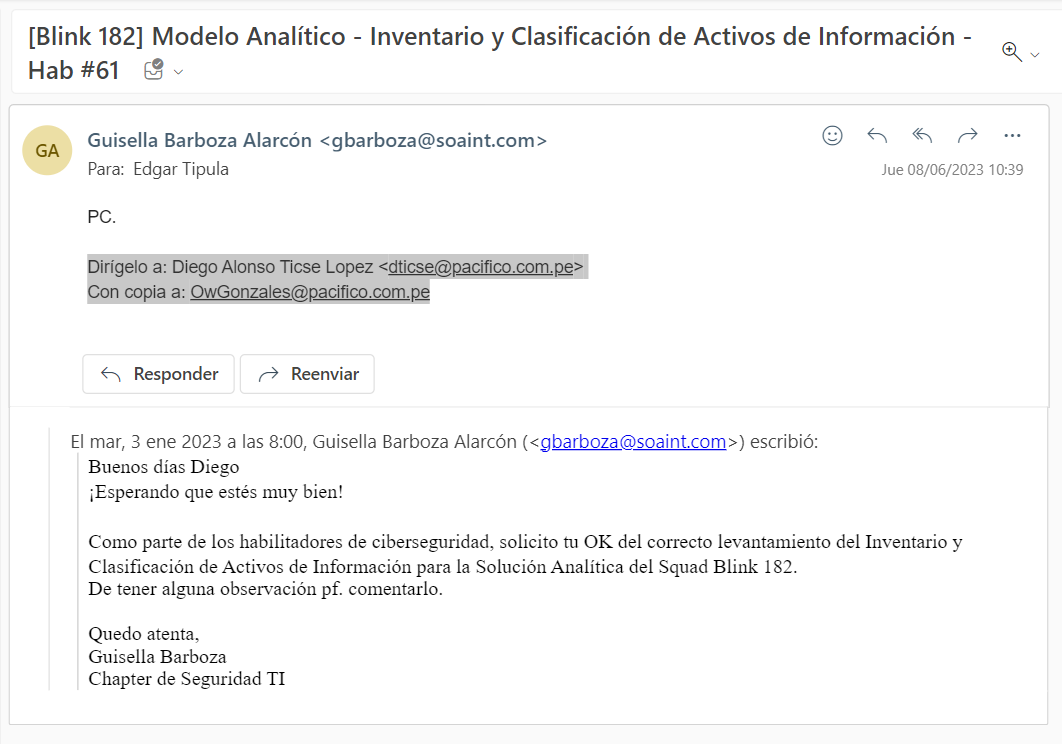 [Blink 182] Modelo Analítico - Inventario y Clasificación de Activos de Información -
Hab #61
GA
Guisella Barboza Alarcón <gbarboza@soaint.com>
Para: Edgar Tipula
Jue 08/06/2023 10:39
PC.
Dirígelo a: Diego Alonso Ticse Lopez <dticse@pacifico.com.pe>
Con copia a: OwGonzales@pacifico.com.pe
Responder
Reenviar
El mar, 3 ene 2023 a las 8:00, Guisella Barboza Alarcón (<gbarboza@soaint.com>) escribió:
Buenos días Diego
¡Esperando que estés muy bien!
Como parte de los habilitadores de ciberseguridad, solicito tu OK del correcto levantamiento del Inventario y
Clasificación de Activos de Información para la Solución Analítica del Squad Blink 182.
De tener alguna observación pf. comentarlo.
Quedo atenta,
Guisella Barboza
Chapter de Seguridad TI